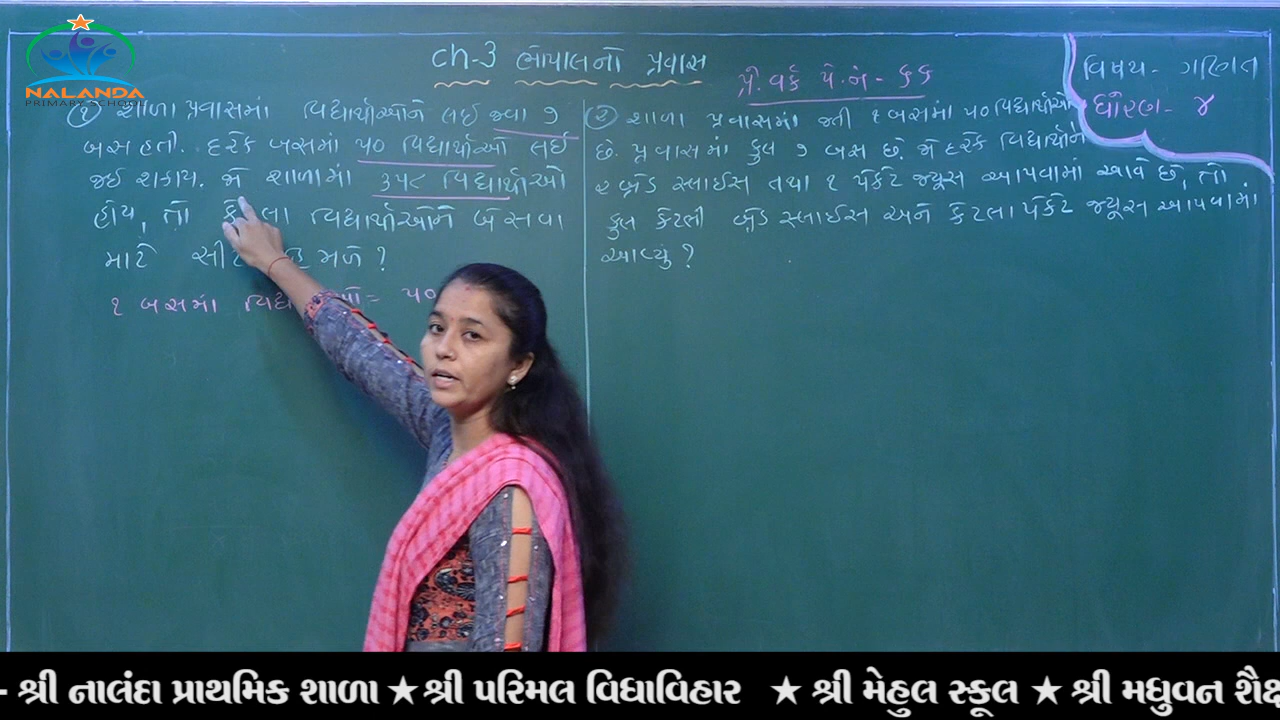 NALANDA
PRIMARY SCHOOL
ch-3 ભોપાલનો પ્રવાસ
પ્રી. વર્ક પે. નં - ૬૬
વિષય - ગણિત
ધોરણ - ૪
૧ શાળા પ્રવાસમાં વિદ્યાર્થીઓને લઇ જવા ૭
બસ હતી. દરેક બસમાં ૫૦ વિદ્યાર્થીઓ લઈ
જઈ શકાય. જો શાળામાં ૩૫૮ વિદ્યાર્થીઓ
હોય, તો વિદ્યાર્થીઓને બેસવા
માટે મળે ?
૧ બસમાં = ૫૦
૨ શાળા પ્રવાસમાં જતી ૧ બસમાં ૫૦ વિદ્યાર્થીઓ
છે. પ્રવાસમાં કુલ ૭ બસ છે. જો દરેક વિદ્યાર્થીને
૨ બ્રેડ સ્લાઈસ તથા ૧ પેકેટ જ્યૂસ આપવામાં આવે છે, તો
કુલ કેટલી બ્રેડ સ્લાઈસ અને કેટલા પેકેટ જ્યૂસ આપવામાં
આવ્યું ?
- શ્રી નાલંદા પ્રાથમિક શાળા ★ શ્રી પરિમલ વિધાવિહાર ★ શ્રી મેહુલ સ્કૂલ ★ શ્રી મધુવન શૈક્ષ